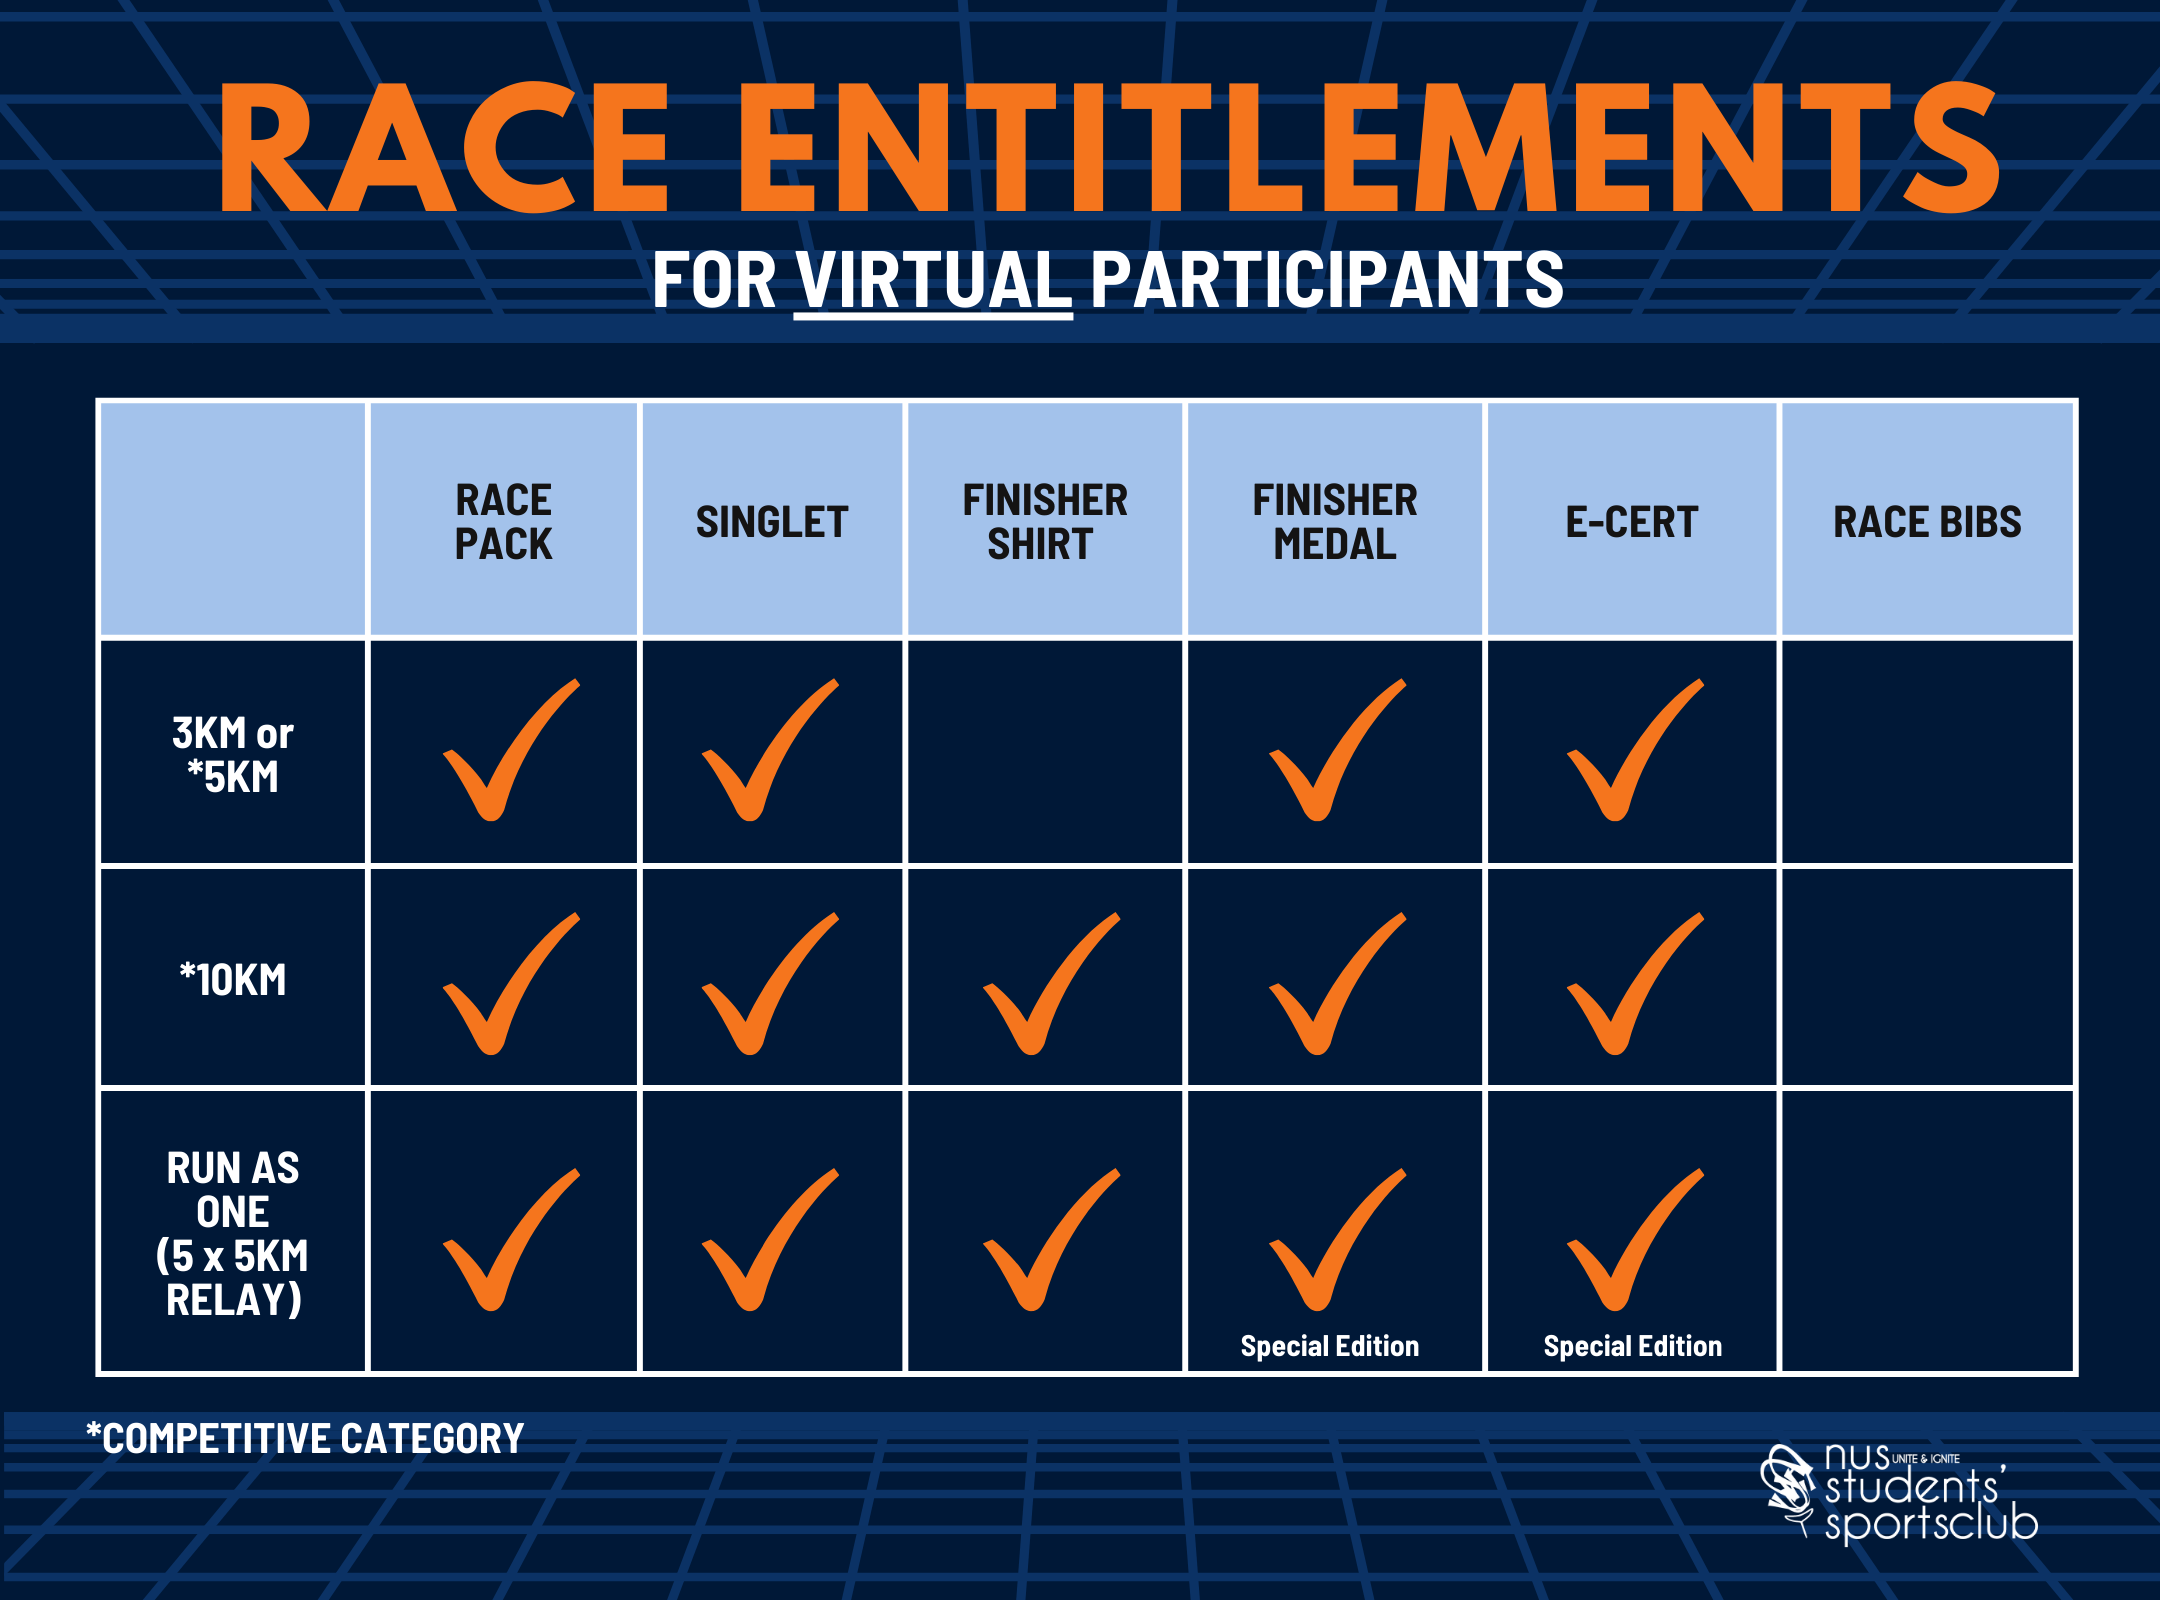 RACE ENTITLEMENTS
FOR VIRTUAL PARTICIPANTS
RACE
PACK
SINGLET
FINISHER
SHIRT
FINISHER
MEDAL
E-CERT
RACE BIBS
3KM or
*5KM
*10KM
RUN AS
ONE
(5 x 5KM
RELAY)
Special Edition
Special Edition
*COMPETITIVE CATEGORY
nus UNITE & IGNITE
students'
sportsclub